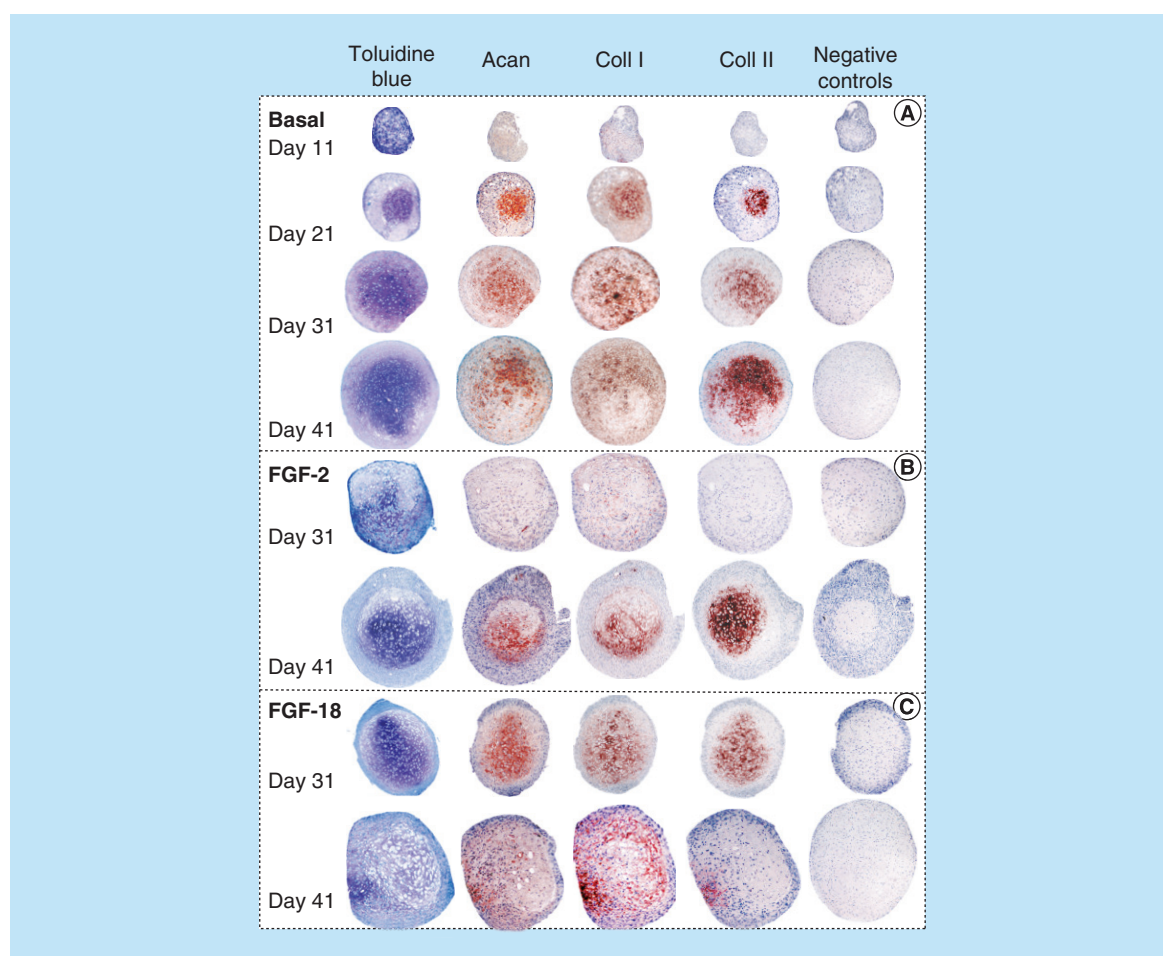 Toluidine
blue
Acan
Coll I
Coll II
Negative
controls
Basal
A
Day 11
Day 21
Day 31
Day 41
FGF-2
B
Day 31
Day 41
FGF-18
C
Day 31
Day 41